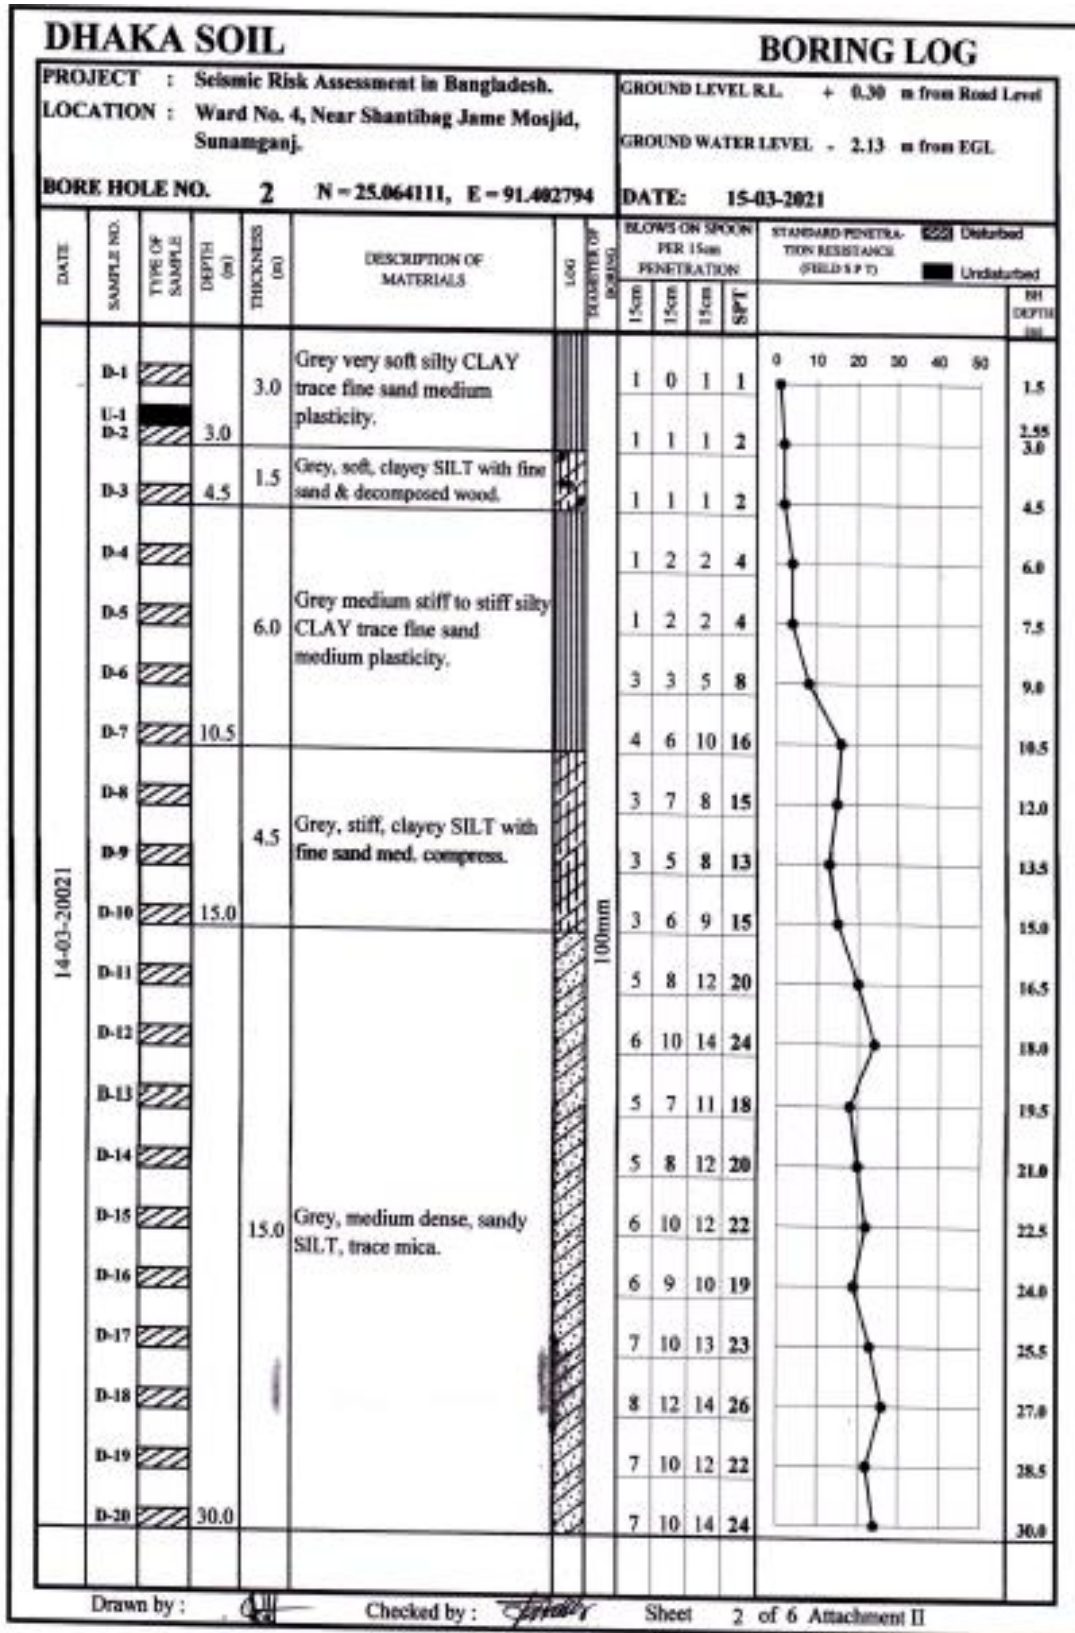 DHAKA SOIL
BORING LOG
PROJECT : Seismic Risk Assessment in Bangladesh.
LOCATION : Ward No. 4, Near Shantibag Jame Mosjid,
Sunamganj.
GROUND LEVEL R.L. + 0.30 m from Road Level
GROUND WATER LEVEL - 2.13 m from EGL
BORE HOLE NO. 2 N = 25.064111, E = 91.402794
DATE: 15-03-2021
DATE
SAMPLE NO.
TYPE OF SAMPLE
DEPTH (m)
THICKNESS (m)
DESCRIPTION OF
MATERIALS
LOG
DIAMETER OF BORING
BLOWS ON SPOON
PER 15cm
PENETRATION
15cm 15cm 15cm SPT
STANDARD PENETRA-
TION RESISTANCE
(FIELD S P T)
Disturbed
Undisturbed
BH
DEPTH
0 10 20 30 40 50
14-03-20021
100mm
D-1 1 0 1 1 1.5
3.0 Grey very soft silty CLAY
trace fine sand medium
plasticity.
U-1 2.55
D-2 3.0 1 1 1 2 3.0
1.5 Grey, soft, clayey SILT with fine
sand & decomposed wood.
D-3 4.5 1 1 1 2 4.5
D-4 1 2 2 4 6.0
D-5 1 2 2 4 7.5
6.0 Grey medium stiff to stiff silty
CLAY trace fine sand
medium plasticity.
D-6 3 3 5 8 9.0
D-7 10.5 4 6 10 16 10.5
D-8 3 7 8 15 12.0
4.5 Grey, stiff, clayey SILT with
fine sand med. compress.
D-9 3 5 8 13 13.5
D-10 15.0 3 6 9 15 15.0
D-11 5 8 12 20 16.5
D-12 6 10 14 24 18.0
D-13 5 7 11 18 19.5
D-14 5 8 12 20 21.0
D-15 6 10 12 22 22.5
15.0 Grey, medium dense, sandy
SILT, trace mica.
D-16 6 9 10 19 24.0
D-17 7 10 13 23 25.5
D-18 8 12 14 26 27.0
D-19 7 10 12 22 28.5
D-20 30.0 7 10 14 24 30.0
Drawn by : Checked by : Sheet 2 of 6 Attachment II